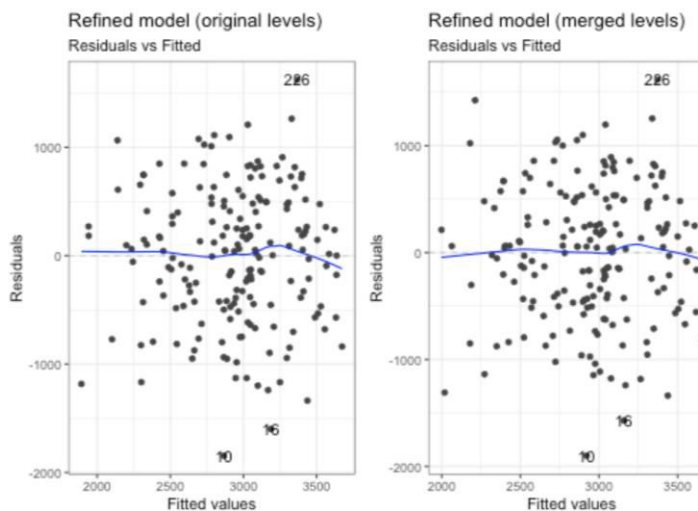 Refined model (original levels)
Residuals vs Fitted
226
1000
0
-1000
-2000
16
10
Residuals
2000
2500
3000
3500
Fitted values
Refined model (merged levels)
Residuals vs Fitted
226
1000
0
-1000
-2000
16
10
Residuals
2000
2500
3000
3500
Fitted values